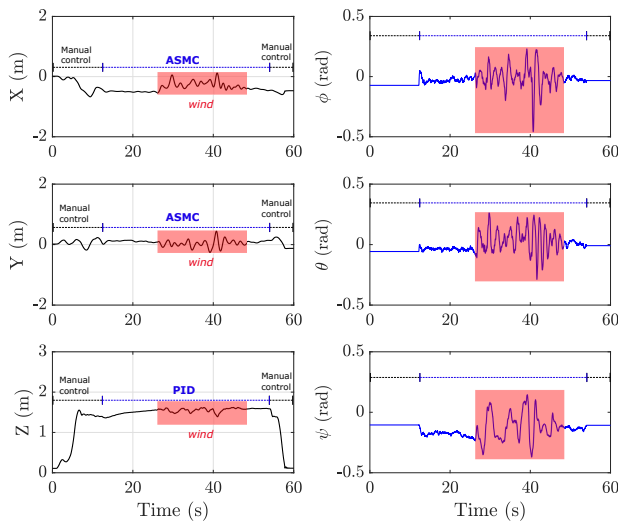 2
0
-2
X (m)
Manual
control
ASMC
Manual
control
wind
0 20 40 60
0.5
0
-0.5
ϕ (rad)
0 20 40 60
2
0
-2
Y (m)
Manual
control
ASMC
Manual
control
wind
0 20 40 60
0.5
0
-0.5
θ (rad)
0 20 40 60
3
2
1
0
Z (m)
Manual
control
PID
Manual
control
wind
0 20 40 60
Time (s)
0.5
0
-0.5
ψ (rad)
0 20 40 60
Time (s)